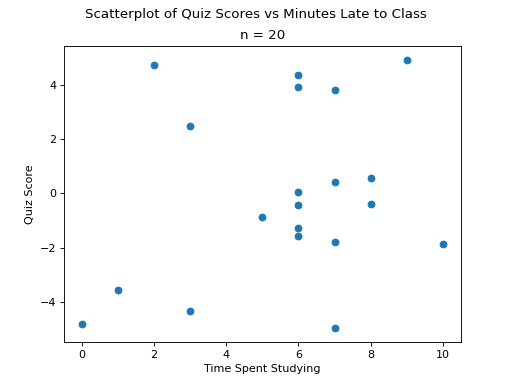 Scatterplot of Quiz Scores vs Minutes Late to Class
n = 20
4
2
0
−2
−4
Quiz Score
0 2 4 6 8 10
Time Spent Studying